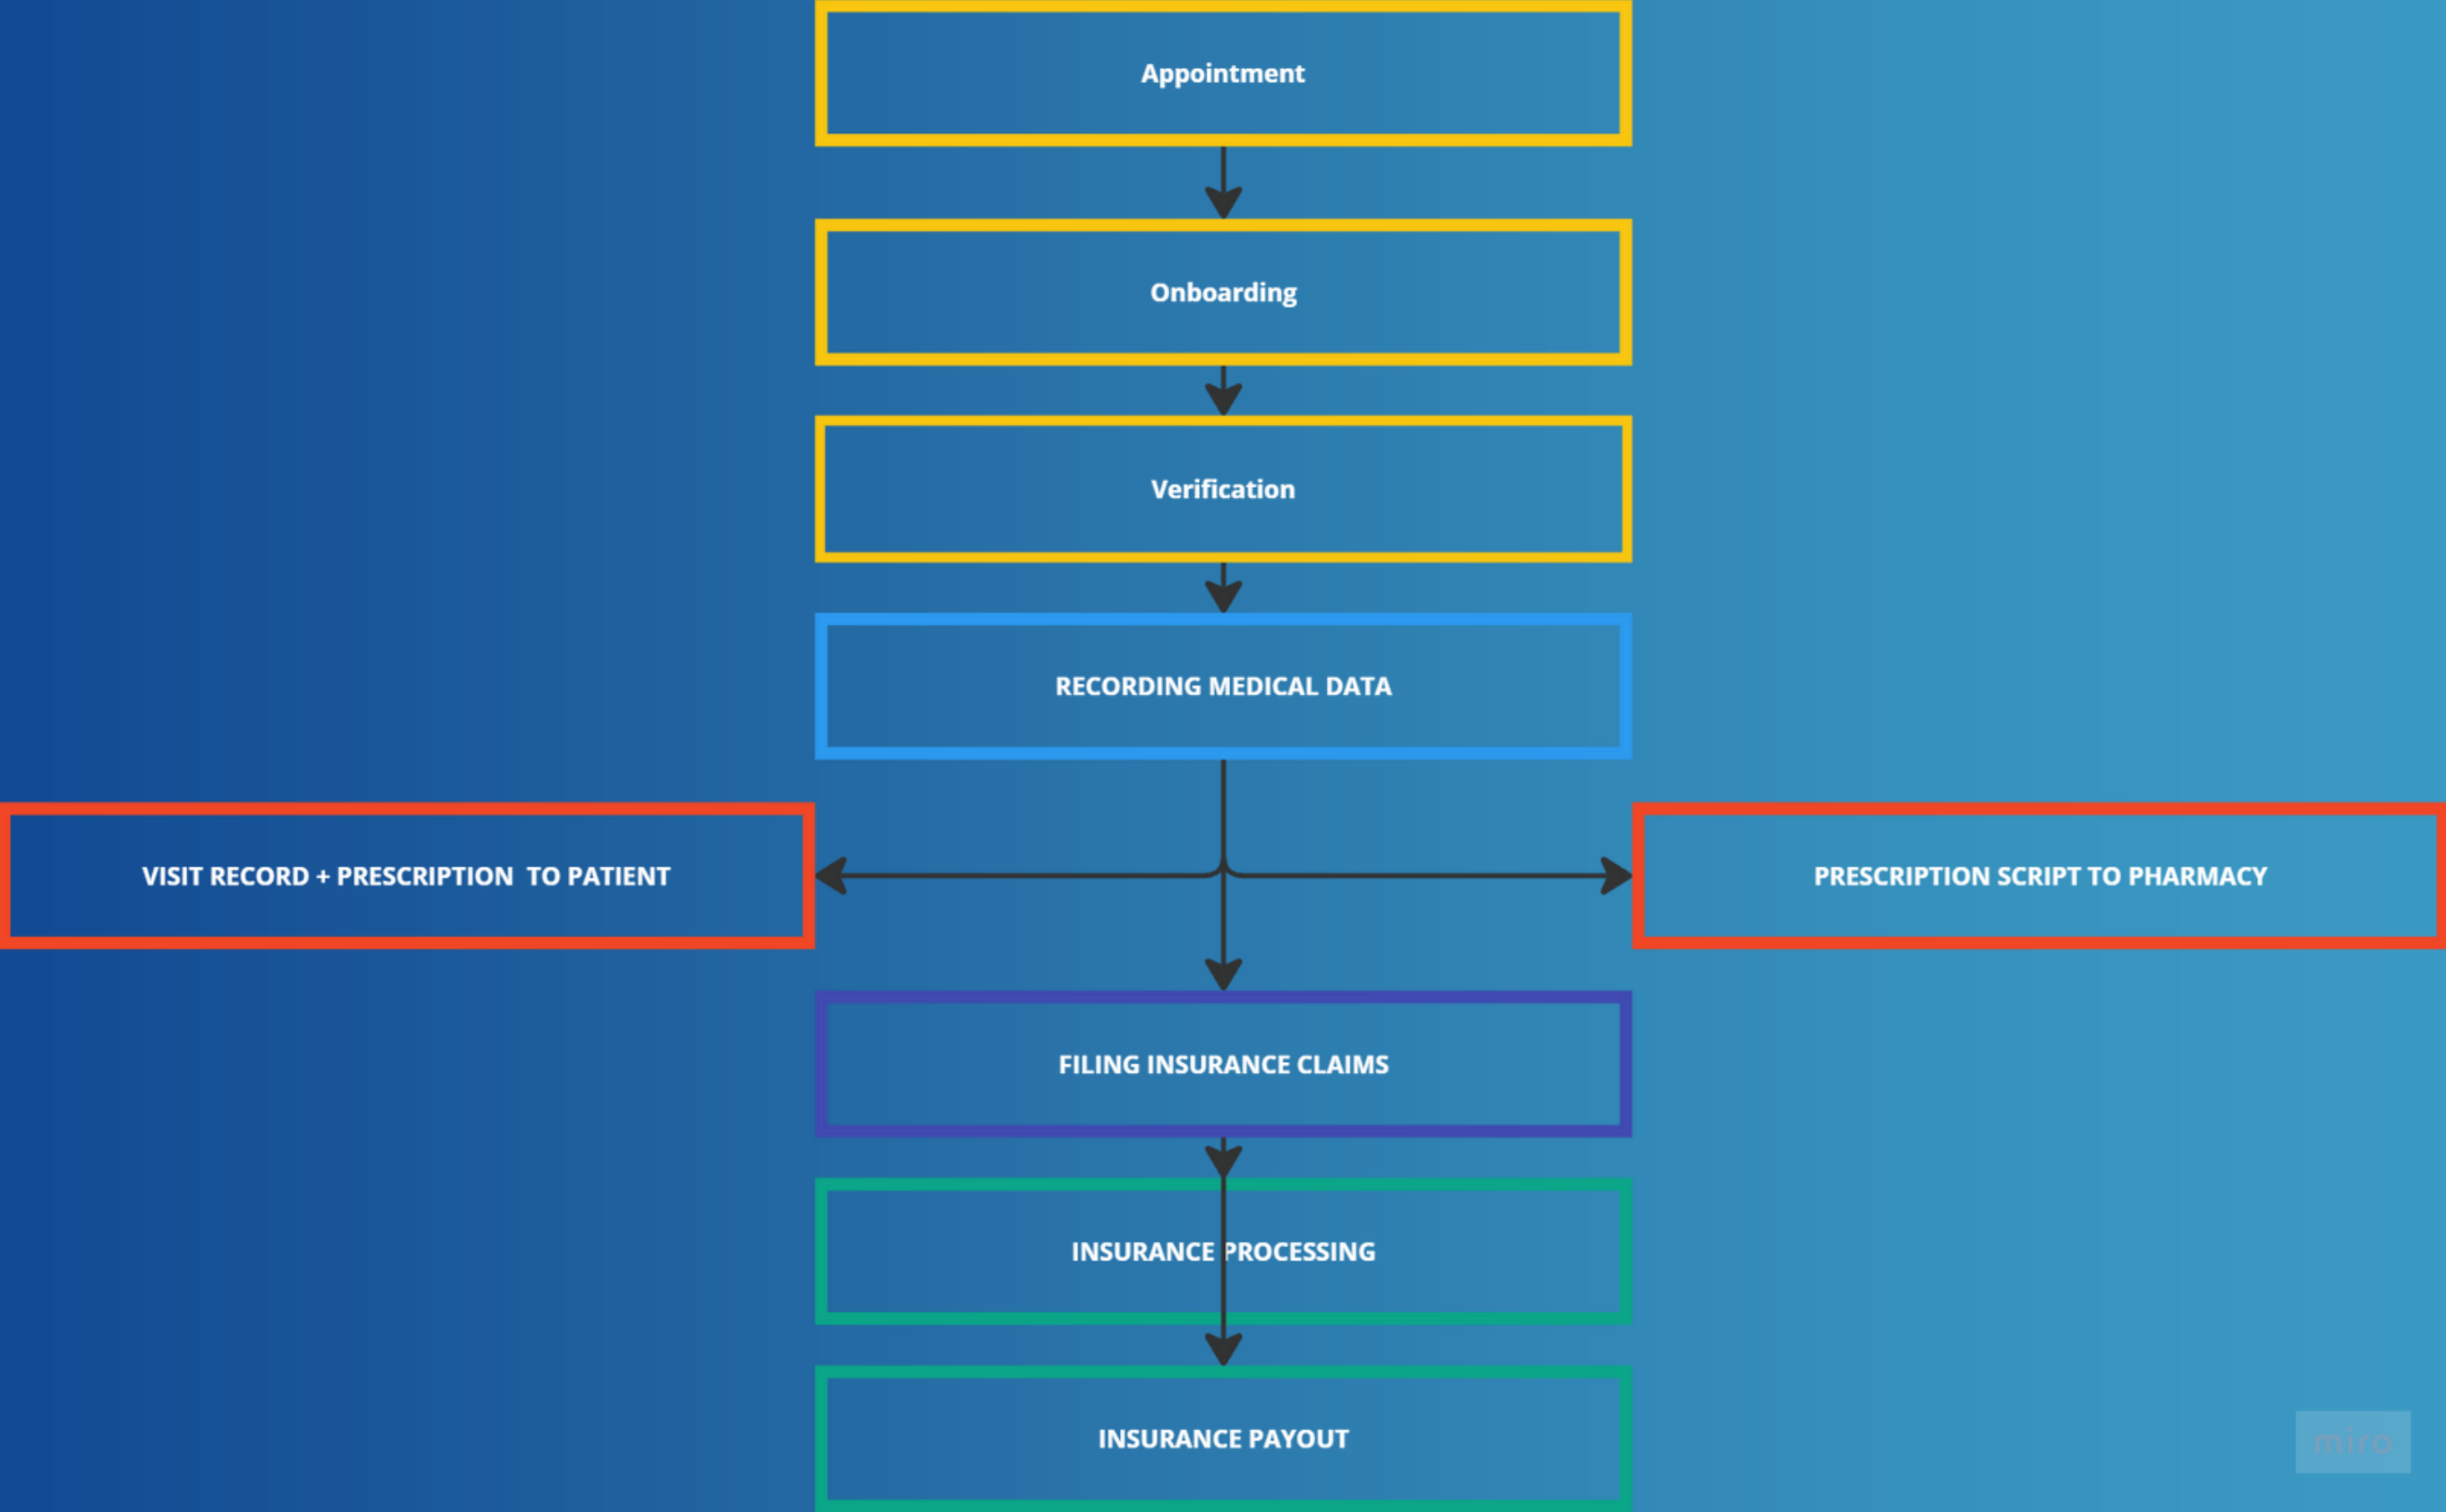 Appointment
Onboarding
Verification
RECORDING MEDICAL DATA
VISIT RECORD + PRESCRIPTION  TO PATIENT
PRESCRIPTION SCRIPT TO PHARMACY
FILING INSURANCE CLAIMS
INSURANCE PROCESSING
INSURANCE PAYOUT
miro